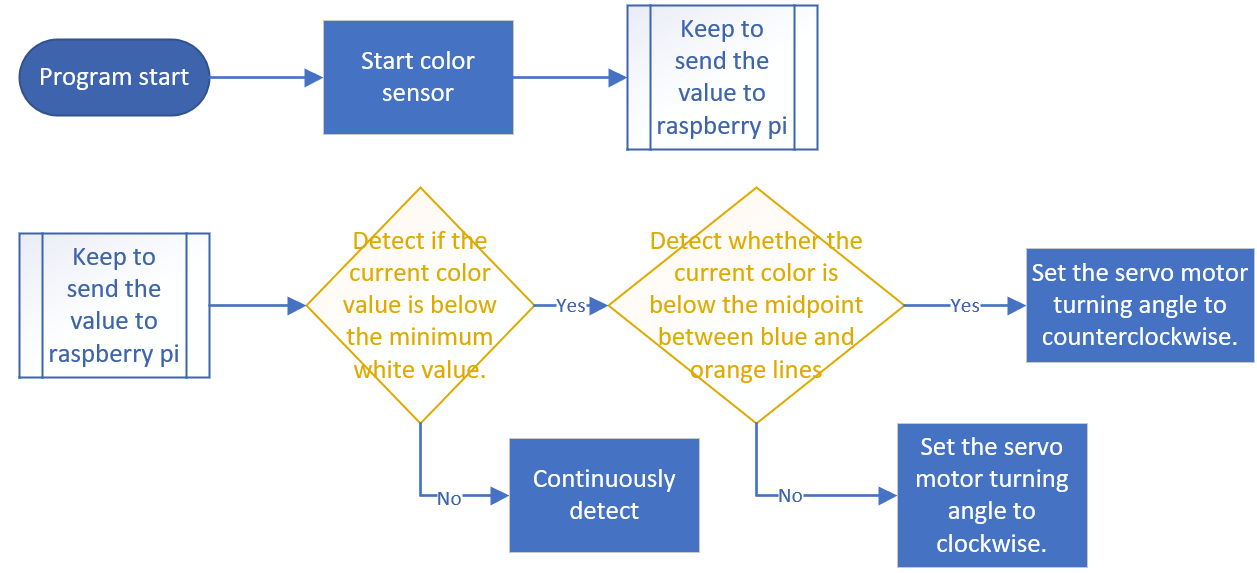 Program start
Start color
sensor
Keep to
send the
value to
raspberry pi
Keep to
send the
value to
raspberry pi
Detect if the
current color
value is below
the minimum
white value.
Yes
Detect whether the
current color is
below the midpoint
between blue and
orange lines
Yes
Set the servo motor
turning angle to
counterclockwise.
No
Continuously
detect
No
Set the servo
motor turning
angle to
clockwise.